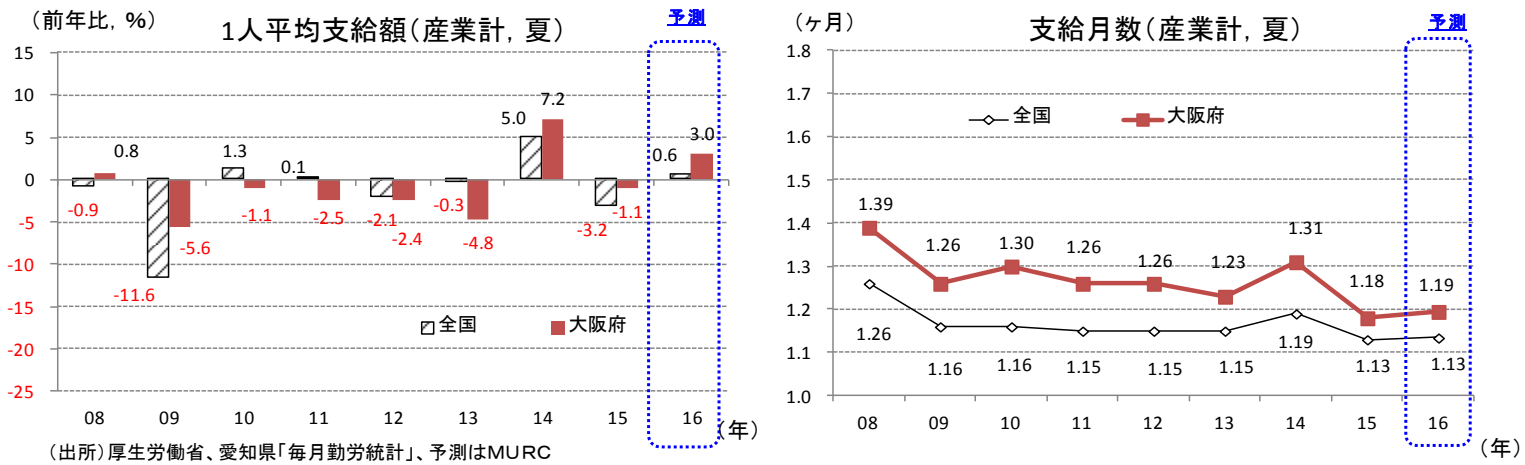 (前年比, %)
1人平均支給額(産業計, 夏)
予測
15
10
5
0
-5
-10
-15
-20
-25
0.8
-0.9
-11.6
-5.6
1.3
-1.1
0.1
-2.5
-2.1
-2.4
-0.3
-4.8
5.0
7.2
-3.2
-1.1
0.6
3.0
全国 大阪府
08 09 10 11 12 13 14 15 16
(年)
(出所)厚生労働省、愛知県「毎月勤労統計」、予測はMURC
(ヶ月)
支給月数(産業計, 夏)
予測
1.8
1.7
1.6
1.5
1.4
1.3
1.2
1.1
1.0
全国 大阪府
1.39 1.26 1.30 1.26 1.26 1.23 1.31 1.18 1.19
1.26 1.16 1.16 1.15 1.15 1.15 1.19 1.13 1.13
08 09 10 11 12 13 14 15 16
(年)